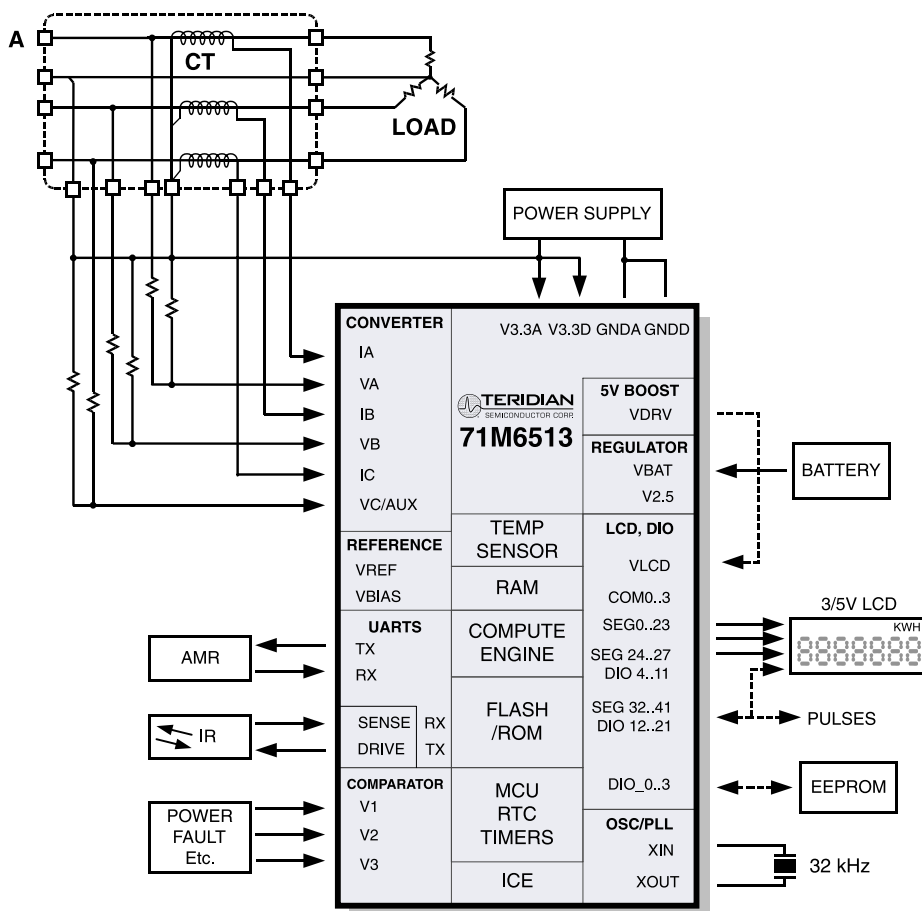 A
CT
LOAD
POWER SUPPLY
CONVERTER
IA
VA
IB
VB
IC
VC/AUX
REFERENCE
VREF
VBIAS
UARTS
TX
RX
SENSE RX
DRIVE TX
COMPARATOR
V1
V2
V3
V3.3A V3.3D GNDA GNDD
TERIDIAN
SEMICONDUCTOR CORP.
71M6513
TEMP
SENSOR
RAM
COMPUTE
ENGINE
FLASH
/ROM
MCU
RTC
TIMERS
ICE
5V BOOST
VDRV
REGULATOR
VBAT
V2.5
LCD, DIO
VLCD
COM0..3
SEG0..23
SEG 24..27
DIO 4..11
SEG 32..41
DIO 12..21
DIO_0..3
OSC/PLL
XIN
XOUT
AMR
IR
POWER
FAULT
Etc.
BATTERY
3/5V LCD
KWH
PULSES
EEPROM
32 kHz